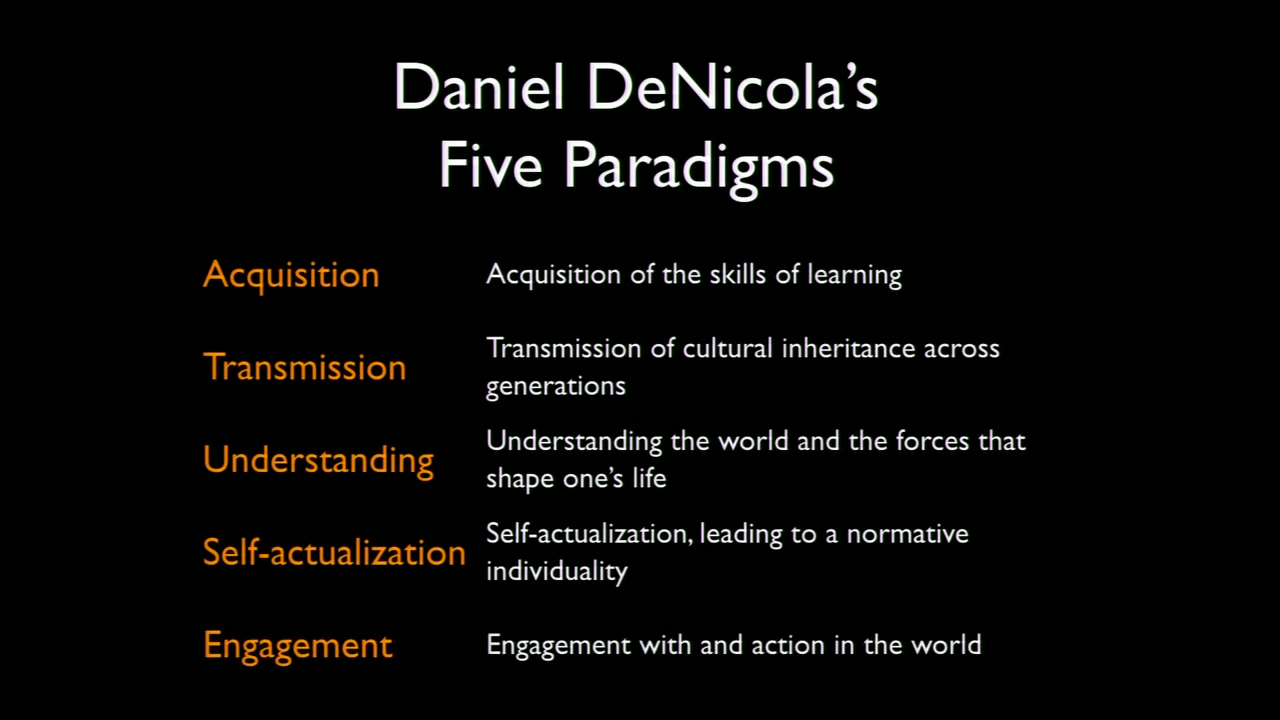 Daniel DeNicola’s
Five Paradigms
Acquisition
Acquisition of the skills of learning
Transmission
Transmission of cultural inheritance across
generations
Understanding
Understanding the world and the forces that
shape one’s life
Self-actualization
Self-actualization, leading to a normative
individuality
Engagement
Engagement with and action in the world